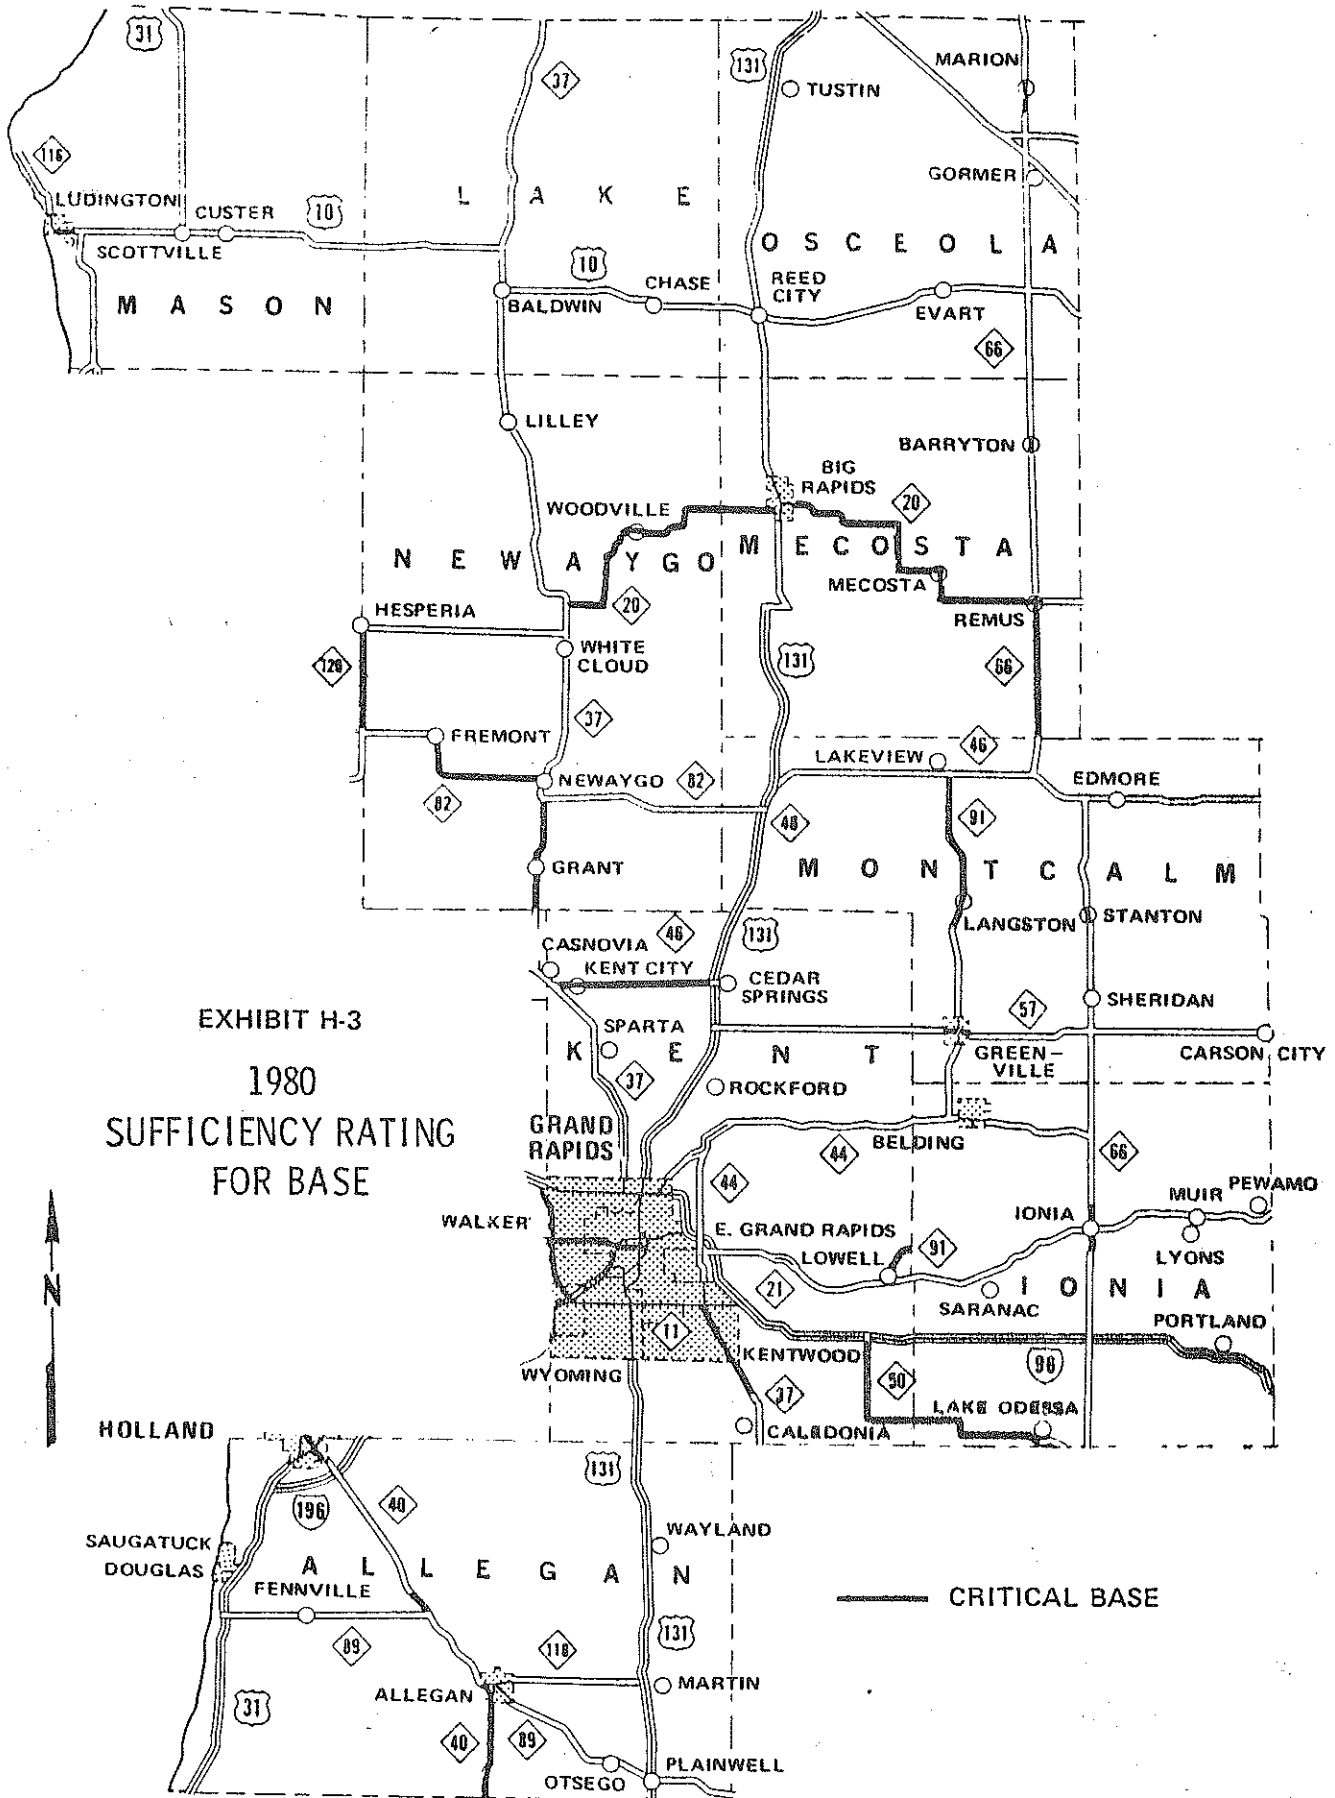 31
37
131
MARION
TUSTIN
116
GORMER
LUDINGTON
CUSTER
10
LAKE
SCOTTVILLE
OSCEOLA
10
CHASE
REED
CITY
MASON
BALDWIN
EVART
66
LILLEY
BARRYTON
BIG
RAPIDS
20
WOODVILLE
NEWAYGO
MECOSTA
MECOSTA
HESPERIA
20
REMUS
WHITE
CLOUD
120
131
66
37
FREMONT
LAKEVIEW
46
NEWAYGO
82
EDMORE
82
91
GRANT
MONTCALM
LANGSTON
STANTON
46
131
CASNOVIA
KENT CITY
CEDAR
SPRINGS
SHERIDAN
57
EXHIBIT H-3
1980
SUFFICIENCY RATING
FOR BASE
SPARTA
KENT
GREEN-
VILLE
CARSON CITY
37
ROCKFORD
GRAND
RAPIDS
BELDING
44
66
44
MUIR
PEWAMO
WALKER
E. GRAND RAPIDS
IONIA
LOWELL
91
LYONS
N
21
SARANAC
IONIA
11
PORTLAND
KENTWOOD
WYOMING
96
50
37
LAKE ODESSA
HOLLAND
CALEDONIA
131
196
40
WAYLAND
SAUGATUCK
DOUGLAS
ALLEGAN
FENNVILLE
CRITICAL BASE
89
118
131
ALLEGAN
MARTIN
31
40
89
PLAINWELL
OTSEGO